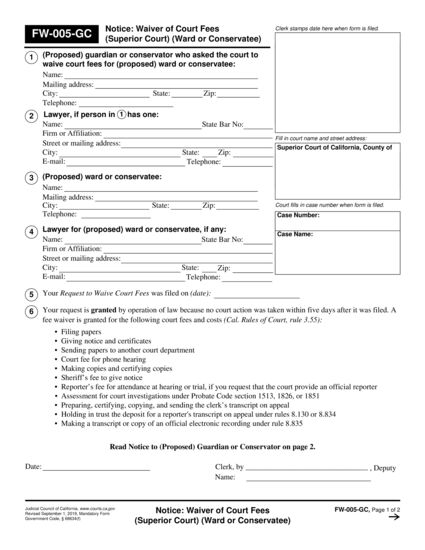 FW-005-GC
Notice: Waiver of Court Fees
(Superior Court) (Ward or Conservatee)
Clerk stamps date here when form is filed.
1 (Proposed) guardian or conservator who asked the court to
waive court fees for (proposed) ward or conservatee:
Name:
Mailing address:
City: State: Zip:
Telephone:
2 Lawyer, if person in 1 has one:
Name: State Bar No:
Firm or Affiliation:
Street or mailing address:
City: State: Zip:
E-mail: Telephone:
Fill in court name and street address:
Superior Court of California, County of
3 (Proposed) ward or conservatee:
Name:
Mailing address:
City: State: Zip:
Telephone:
Court fills in case number when form is filed.
Case Number:
Case Name:
4 Lawyer for (proposed) ward or conservatee, if any:
Name: State Bar No:
Firm or Affiliation:
Street or mailing address:
City: State: Zip:
E-mail: Telephone:
5 Your Request to Waive Court Fees was filed on (date):
6 Your request is granted by operation of law because no court action was taken within five days after it was filed. A
fee waiver is granted for the following court fees and costs (Cal. Rules of Court, rule 3.55):
• Filing papers
• Giving notice and certificates
• Sending papers to another court department
• Court fee for phone hearing
• Making copies and certifying copies
• Sheriff's fee to give notice
• Reporter's fee for attendance at hearing or trial, if you request that the court provide an official reporter
• Assessment for court investigations under Probate Code section 1513, 1826, or 1851
• Preparing, certifying, copying, and sending the clerk's transcript on appeal
• Holding in trust the deposit for a reporter's transcript on appeal under rules 8.130 or 8.834
• Making a transcript or copy of an official electronic recording under rule 8.835
Read Notice to (Proposed) Guardian or Conservator on page 2.
Date: Clerk, by , Deputy
Name:
Judicial Council of California, www.courts.ca.gov
Revised September 1, 2019, Mandatory Form
Government Code, § 68634(f)
Notice: Waiver of Court Fees
(Superior Court) (Ward or Conservatee)
FW-005-GC, Page 1 of 2